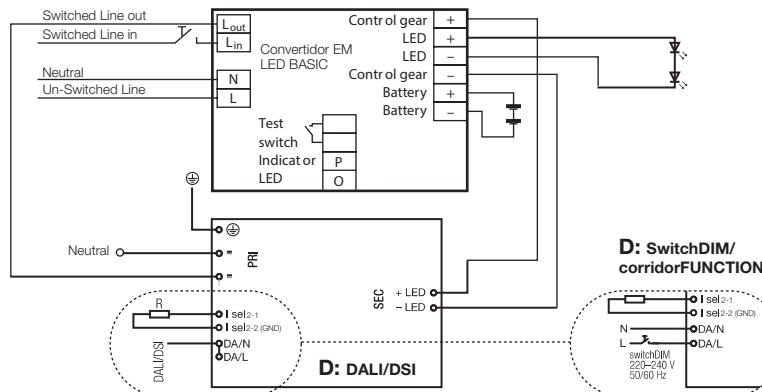 Switched Line out
Switched Line in
Neutral
Un-Switched Line
Lout
Lin
N
L
Convertidor EM
LED BASIC
Control gear +
LED +
LED −
Control gear −
Battery +
Battery −
Test
switch
Indicator
LED
P
O
Neutral
PRI
SEC
+ LED
− LED
R
I sel2-1
I sel2-2 (GND)
DA/N
DA/L
DALI/DSI
D: DALI/DSI
D: SwitchDIM/
corridorFUNCTION
I sel2-1
I sel2-2 (GND)
N
DA/N
L
DA/L
switchDIM
220–240 V
50/60 Hz